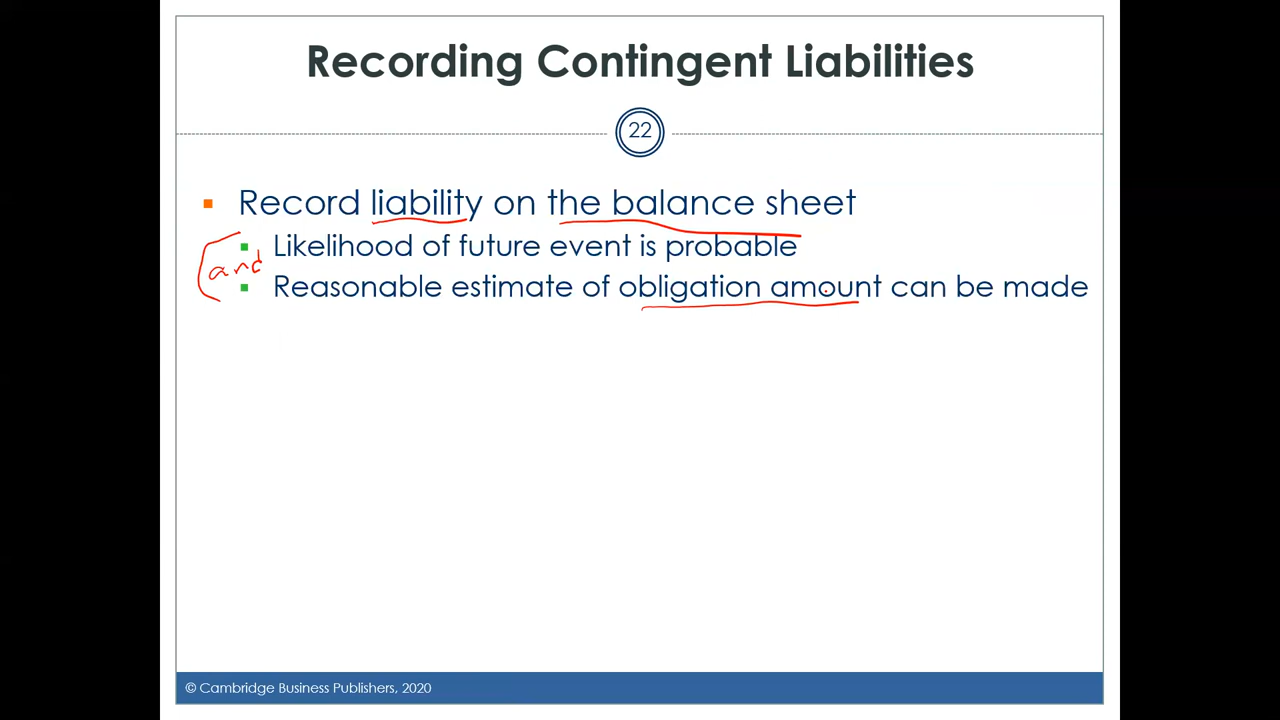 Recording Contingent Liabilities
22
Record liability on the balance sheet
Likelihood of future event is probable
and
Reasonable estimate of obligation amount can be made
© Cambridge Business Publishers, 2020